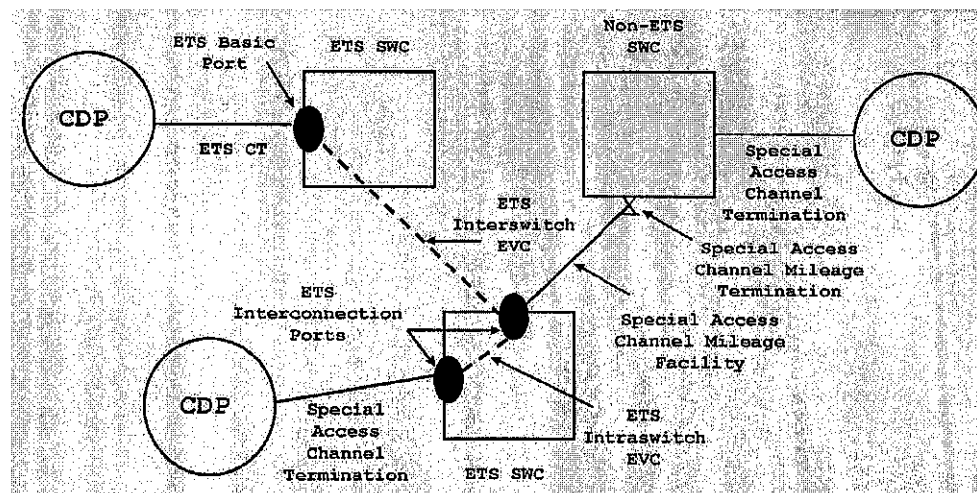 ETS Basic
Port
ETS SWC
Non-ETS
SWC
CDP
ETS CT
CDP
Special
Access
Channel
Termination
ETS
Interswitch
EVC
Special Access
Channel Mileage
Termination
ETS
Interconnection
Ports
Special Access
Channel Mileage
Facility
CDP
Special
Access
Channel
Termination
ETS SWC
ETS
Intraswitch
EVC